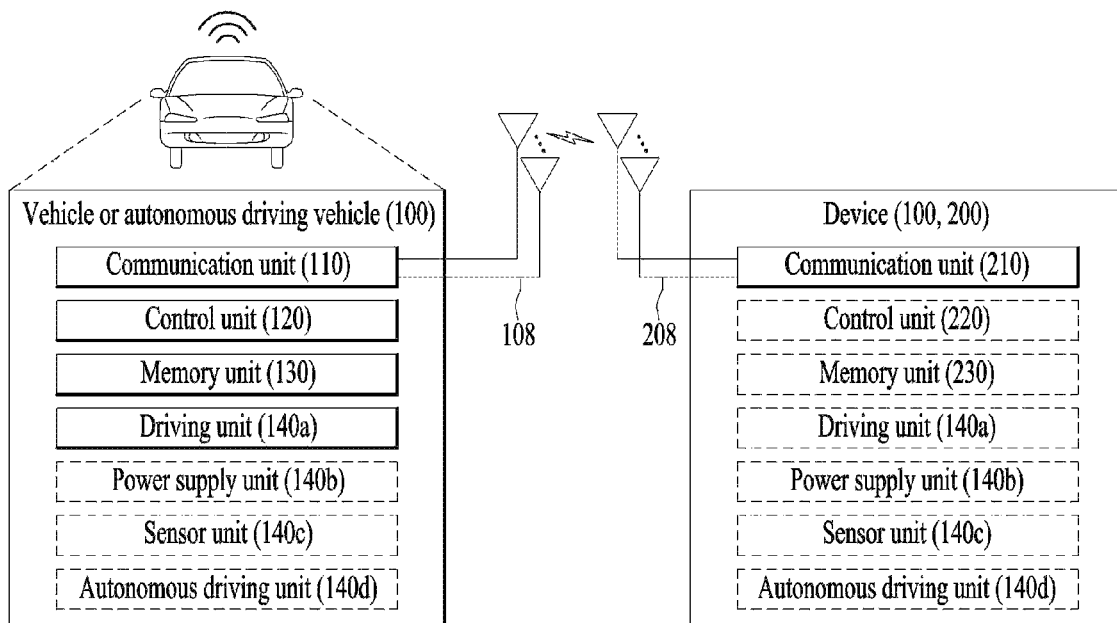 Vehicle or autonomous driving vehicle (100)
Communication unit (110)
Control unit (120)
Memory unit (130)
Driving unit (140a)
Power supply unit (140b)
Sensor unit (140c)
Autonomous driving unit (140d)
108
208
Device (100, 200)
Communication unit (210)
Control unit (220)
Memory unit (230)
Driving unit (140a)
Power supply unit (140b)
Sensor unit (140c)
Autonomous driving unit (140d)